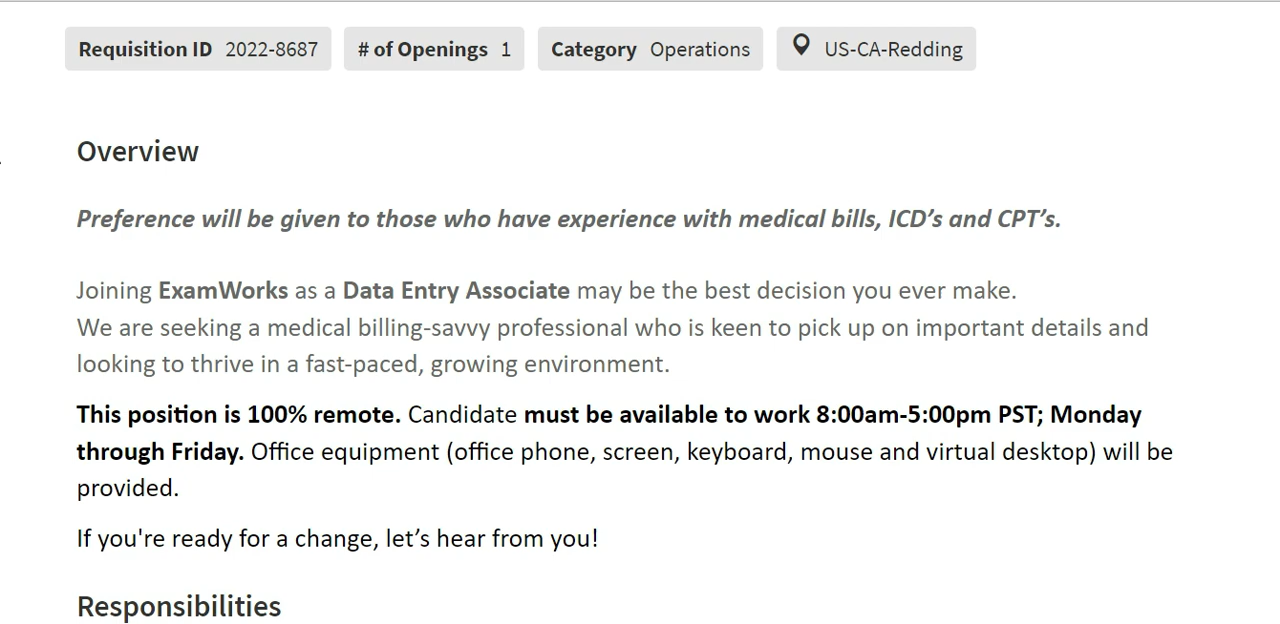 Requisition ID 2022-8687 # of Openings 1 Category Operations US-CA-Redding
Overview
Preference will be given to those who have experience with medical bills, ICD’s and CPT’s.
Joining ExamWorks as a Data Entry Associate may be the best decision you ever make.
We are seeking a medical billing-savvy professional who is keen to pick up on important details and
looking to thrive in a fast-paced, growing environment.
This position is 100% remote. Candidate must be available to work 8:00am-5:00pm PST; Monday
through Friday. Office equipment (office phone, screen, keyboard, mouse and virtual desktop) will be
provided.
If you're ready for a change, let’s hear from you!
Responsibilities